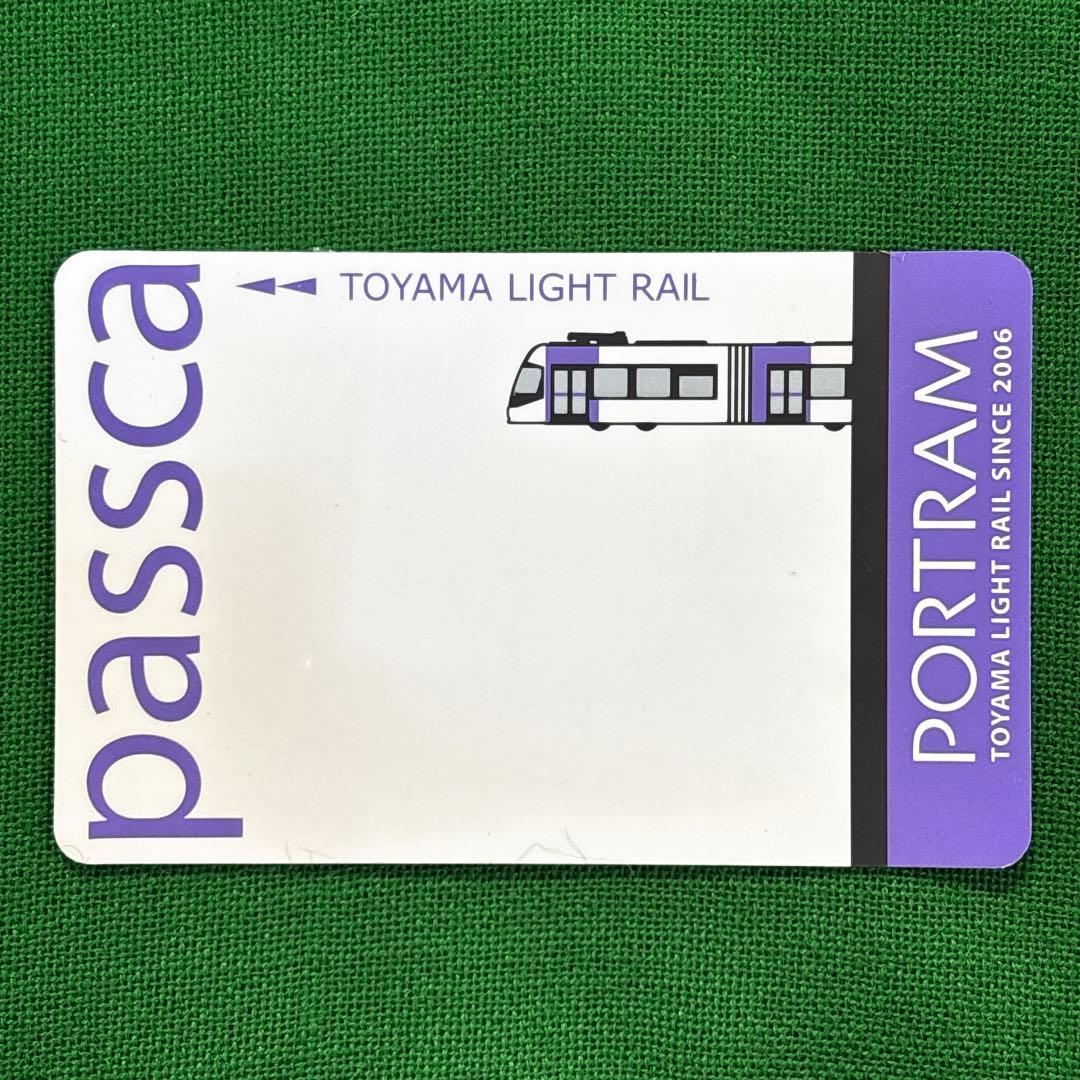 passca
TOYAMA LIGHT RAIL
PORTRAM
TOYAMA LIGHT RAIL SINCE 2006